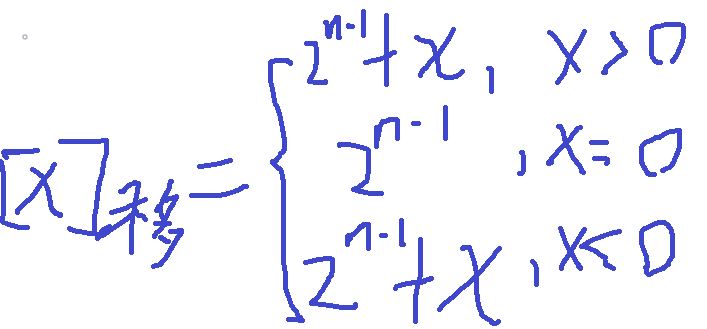 [X]移 = { 2^{n-1}+x, x>0
2^{n-1}, x=0
2^{n-1}+x, x<0